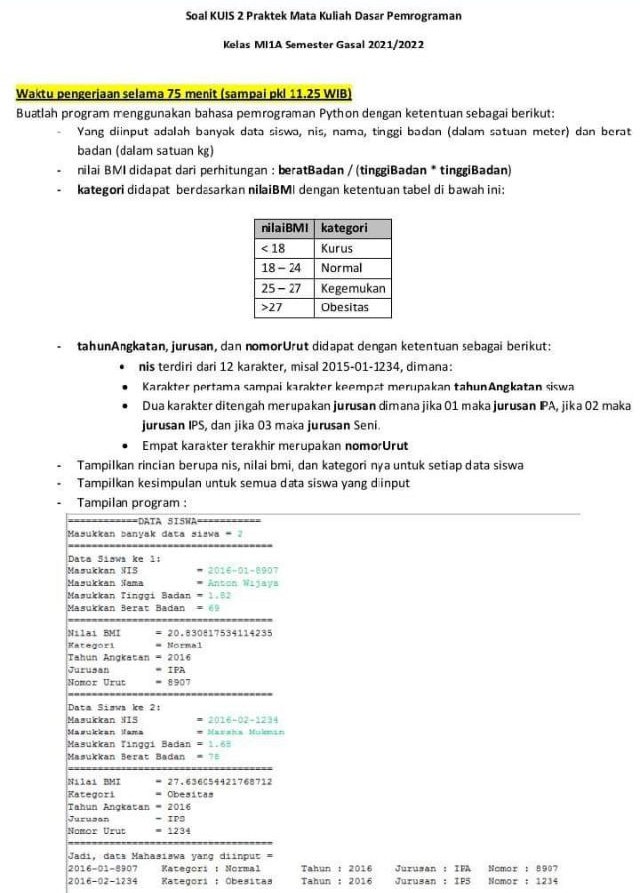 Soal KUIS 2 Praktek Mata Kuliah Dasar Pemrograman
Kelas MI1A Semester Gasal 2021/2022
Waktu pengerjaan selama 75 menit (sampai pkl 11.25 WIB)
Buatlah program menggunakan bahasa pemrograman Python dengan ketentuan sebagai berikut:
- Yang diinput adalah banyak data siswa, nis, nama, tinggi badan (dalam satuan meter) dan berat
badan (dalam satuan kg)
- nilai BMI didapat dari perhitungan : beratBadan / (tinggiBadan * tinggiBadan)
- kategori didapat berdasarkan nilaiBMI dengan ketentuan tabel di bawah ini:
nilaiBMI kategori
< 18 Kurus
18 – 24 Normal
25 – 27 Kegemukan
>27 Obesitas
- tahunAngkatan, jurusan, dan nomorUrut didapat dengan ketentuan sebagai berikut:
• nis terdiri dari 12 karakter, misal 2015-01-1234, dimana:
• Karakter pertama sampai karakter keempat merupakan tahunAngkatan siswa
• Dua karakter ditengah merupakan jurusan dimana jika 01 maka jurusan IPA, jika 02 maka
jurusan IPS, dan jika 03 maka jurusan Seni.
• Empat karakter terakhir merupakan nomorUrut
- Tampilkan rincian berupa nis, nilai bmi, dan kategori nya untuk setiap data siswa
- Tampilkan kesimpulan untuk semua data siswa yang diinput
- Tampilan program :
============DATA SISWA===========
Masukkan banyak data siswa = 2
===================================
Data Siswa ke 1:
Masukkan NIS = 2016-01-8907
Masukkan Nama = Anton Wijaya
Masukkan Tinggi Badan = 1.82
Masukkan Berat Badan = 69
===================================
Nilai BMI = 20.830817534114235
Kategori = Normal
Tahun Angkatan = 2016
Jurusan = IPA
Nomor Urut = 8907
===================================
Data Siswa ke 2:
Masukkan NIS = 2016-02-1234
Masukkan Nama = Marsha Mukmin
Masukkan Tinggi Badan = 1.68
Masukkan Berat Badan = 78
===================================
Nilai BMI = 27.636054421768712
Kategori = Obesitas
Tahun Angkatan = 2016
Jurusan = IPS
Nomor Urut = 1234
===================================
Jadi, data Mahasiswa yang diinput =
2016-01-8907 Kategori : Normal Tahun : 2016 Jurusan : IPA Nomor : 8907
2016-02-1234 Kategori : Obesitas Tahun : 2016 Jurusan : IPS Nomor : 1234